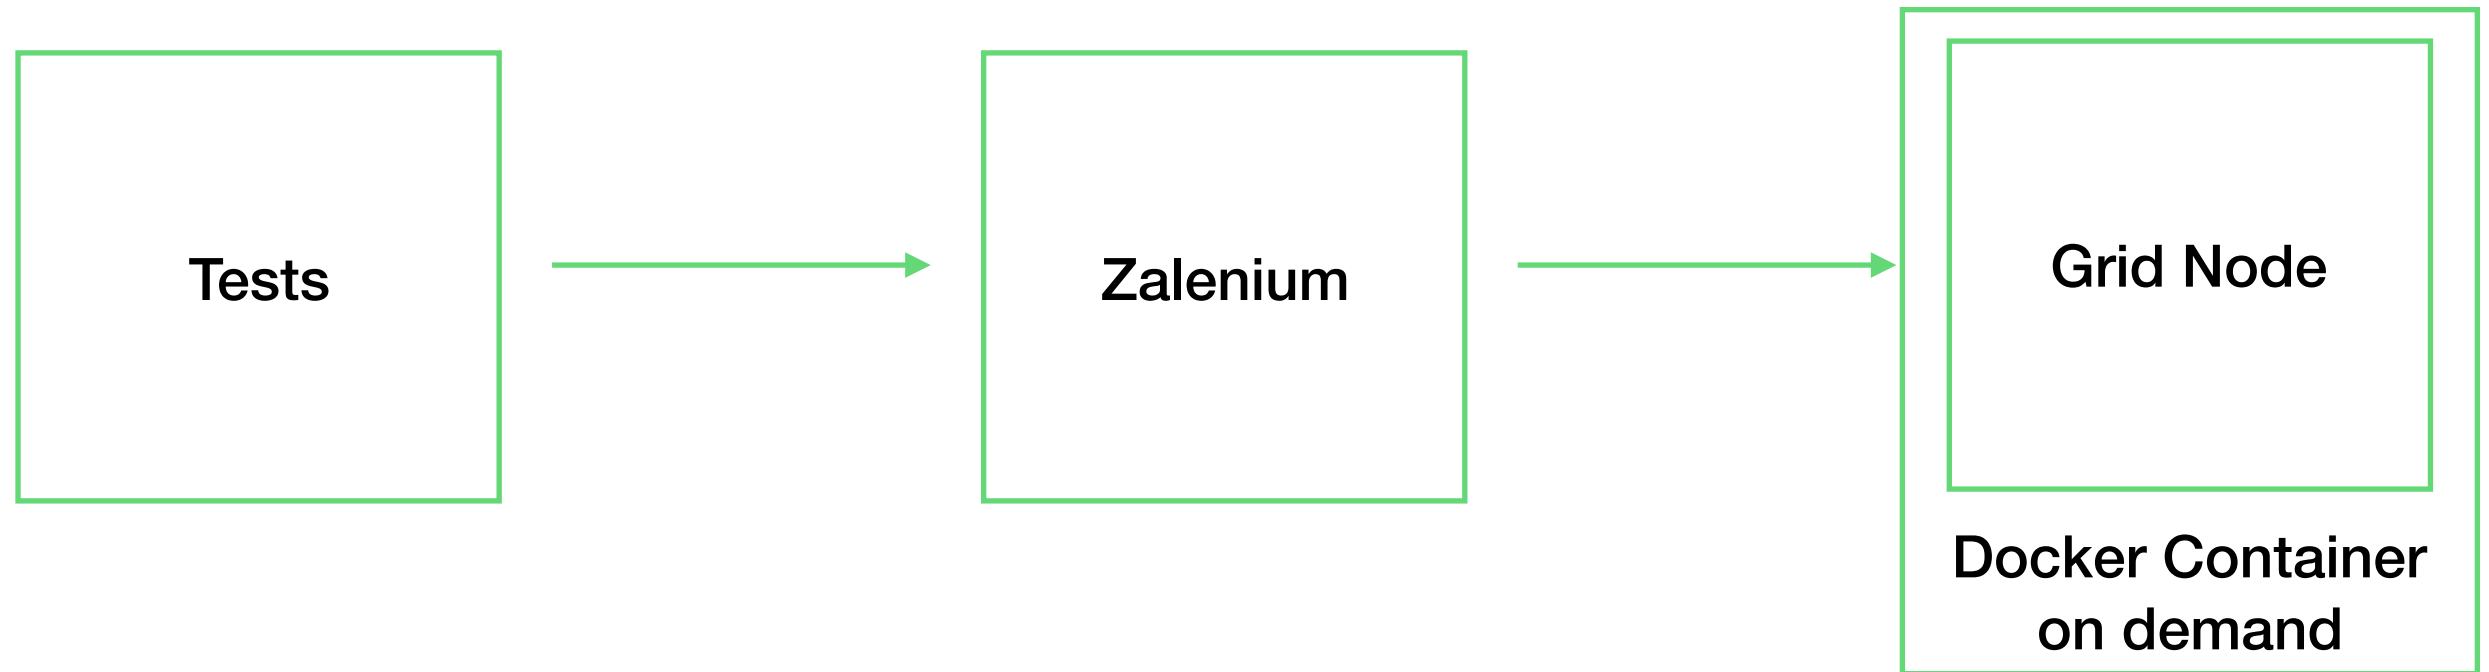 Tests
Zalenium
Grid Node
Docker Container
on demand